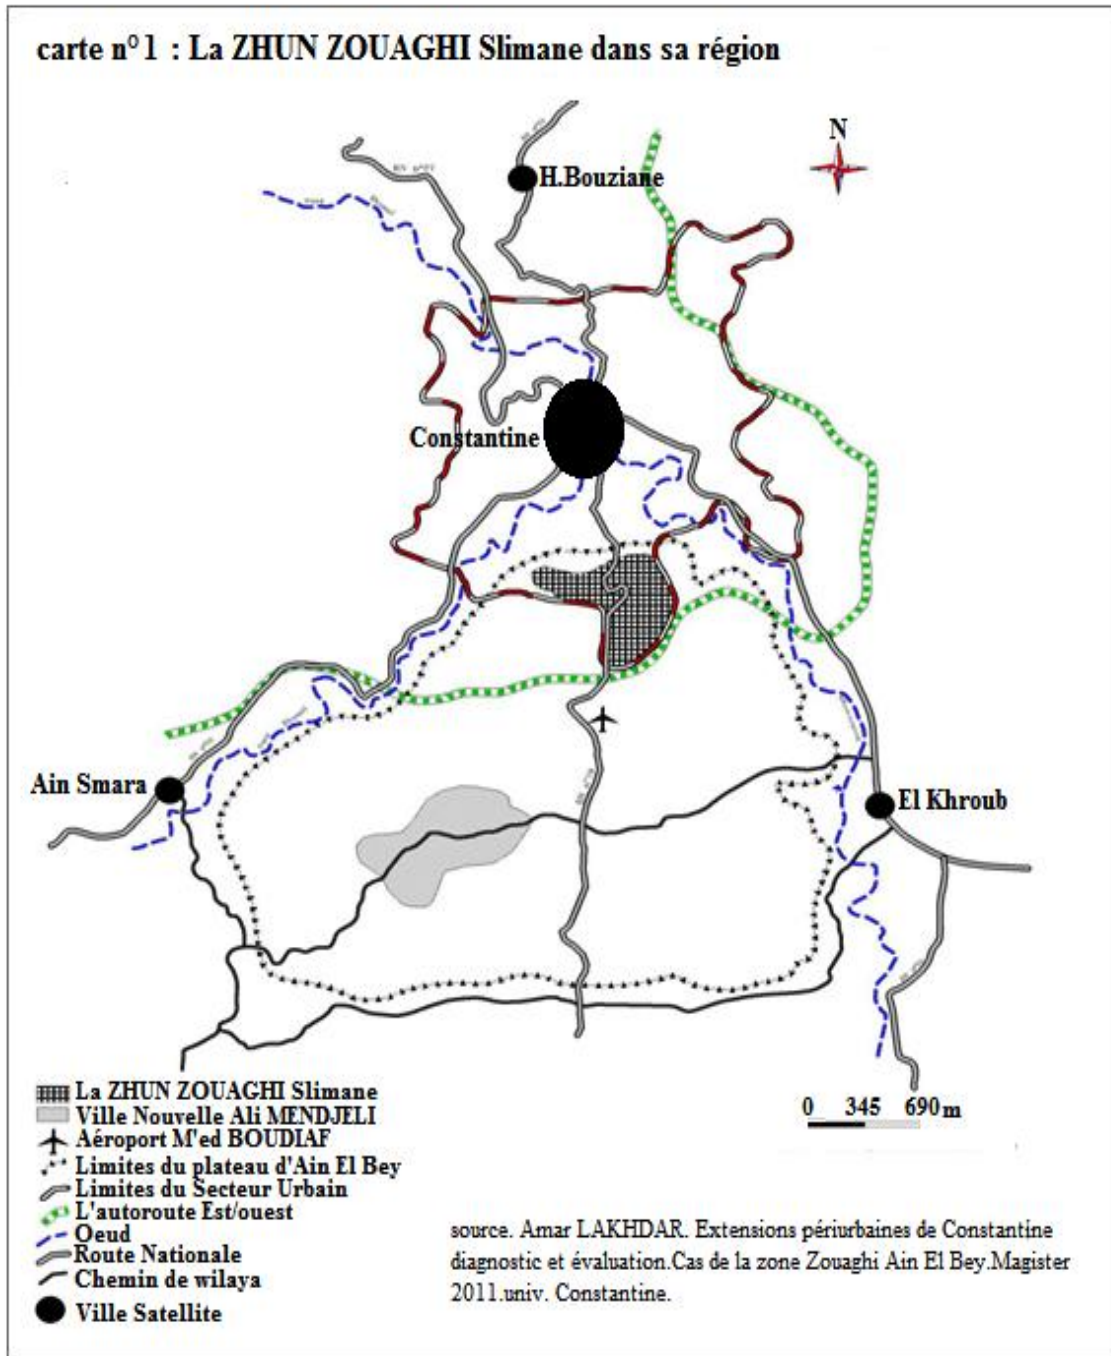 carte n° 1 : La ZHUN ZOUAGHI Slimane dans sa région
N
H.Bouziane
Constantine
Ain Smara
El Khroub
La ZHUN ZOUAGHI Slimane
Ville Nouvelle Ali MENDJELI
Aéroport M'ed BOUDIAF
Limites du plateau d'Ain El Bey
Limites du Secteur Urbain
L'autoroute Est/ouest
Oeud
Route Nationale
Chemin de wilaya
Ville Satellite
0 345 690 m
source. Amar LAKHDAR. Extensions périurbaines de Constantine
diagnostic et évaluation.Cas de la zone Zouaghi Ain El Bey.Magister
2011.univ. Constantine.